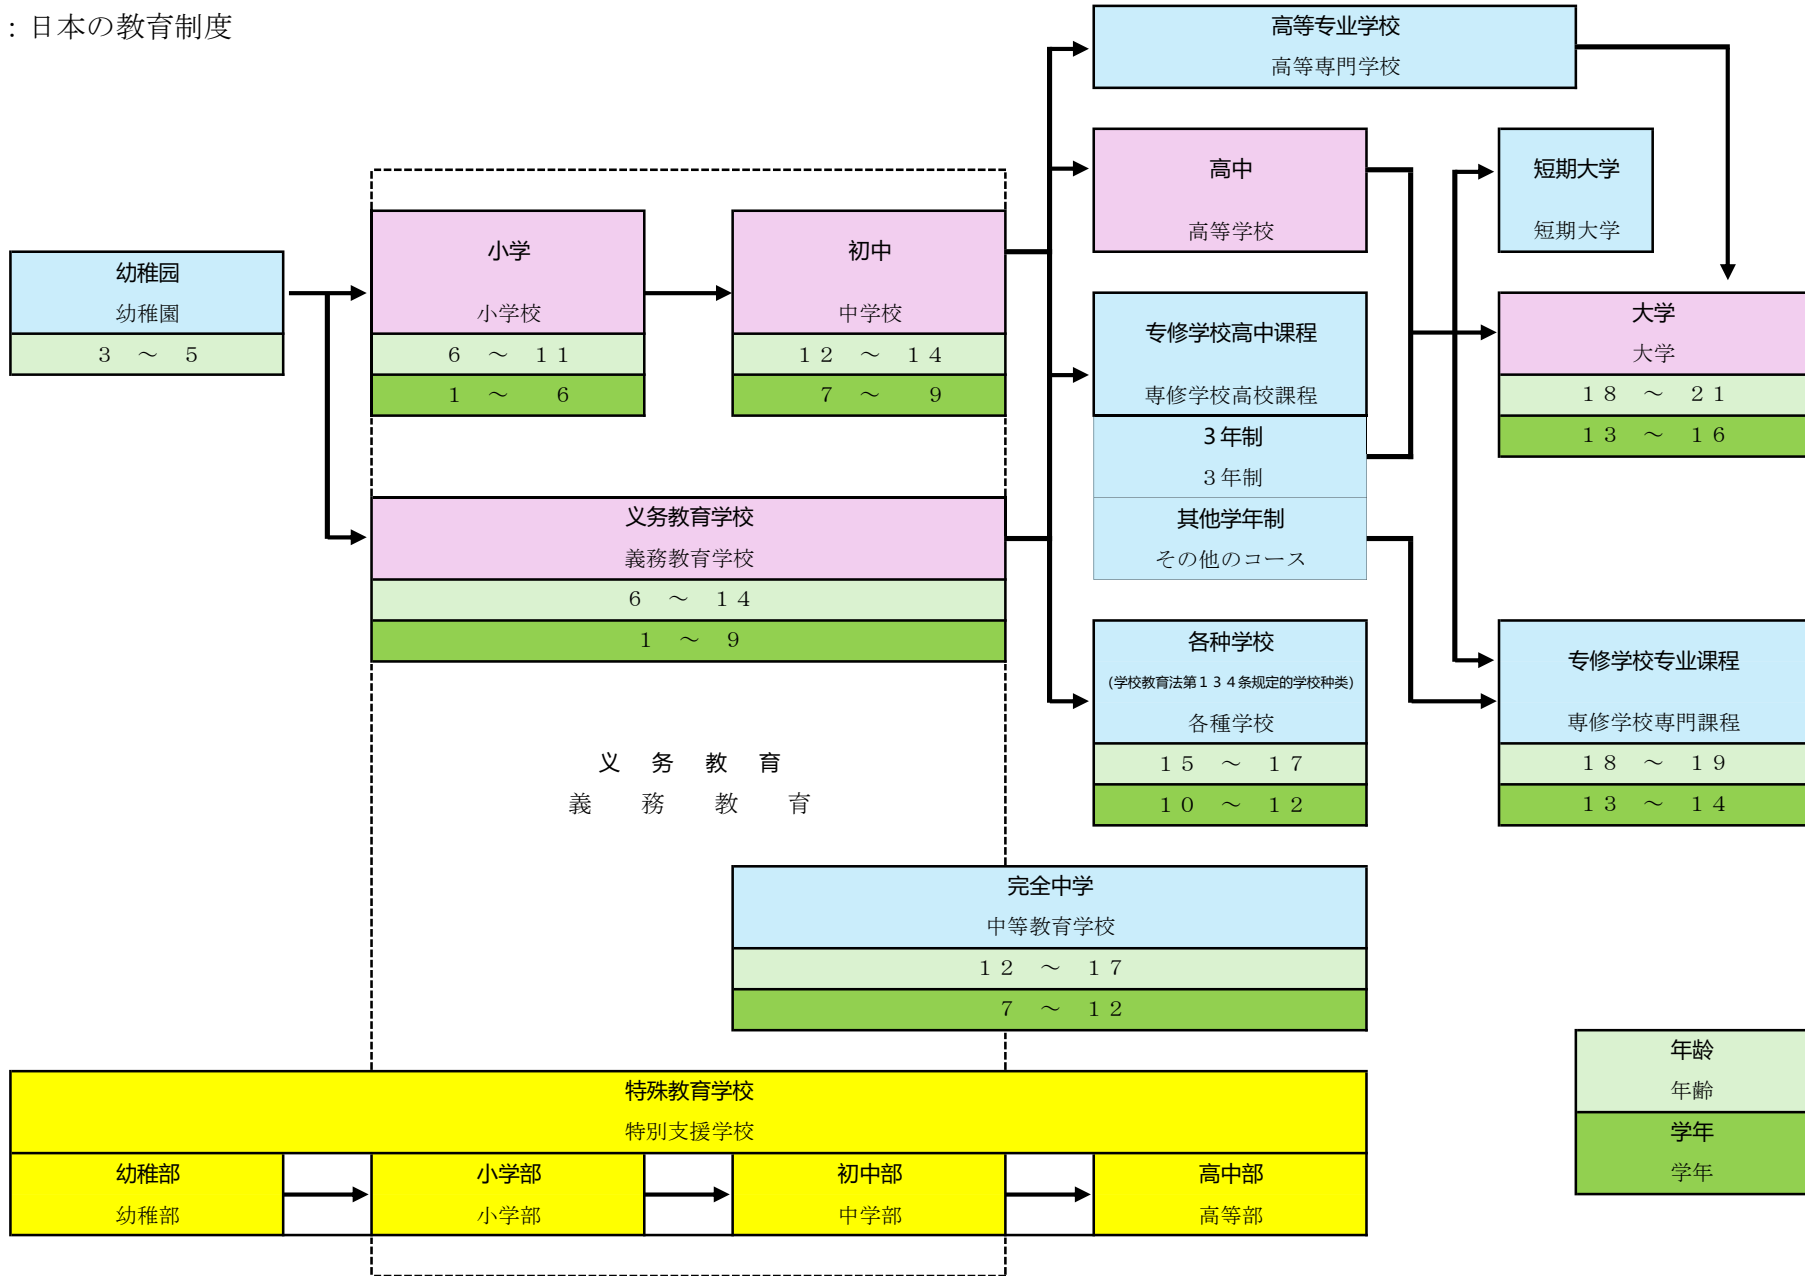 ：日本の教育制度
高等专业学校
高等専門学校
高中
高等学校
短期大学
短期大学
幼稚园
幼稚園
３　～　５
小学
小学校
６　～　１１
１　～　６
初中
中学校
１２　～　１４
７　～　９
专修学校高中课程
専修学校高校課程
３年制
３年制
其他学年制
その他のコース
大学
大学
１８　～　２１
１３　～　１６
义务教育学校
義務教育学校
６　～　１４
１　～　９
各种学校
(学校教育法第１３４条规定的学校种类)
各種学校
１５　～　１７
１０　～　１２
专修学校专业课程
専修学校専門課程
１８　～　１９
１３　～　１４
义　务　教　育
義　務　教　育
完全中学
中等教育学校
１２　～　１７
７　～　１２
年龄
年齢
学年
学年
特殊教育学校
特別支援学校
幼稚部
幼稚部
小学部
小学部
初中部
中学部
高中部
高等部